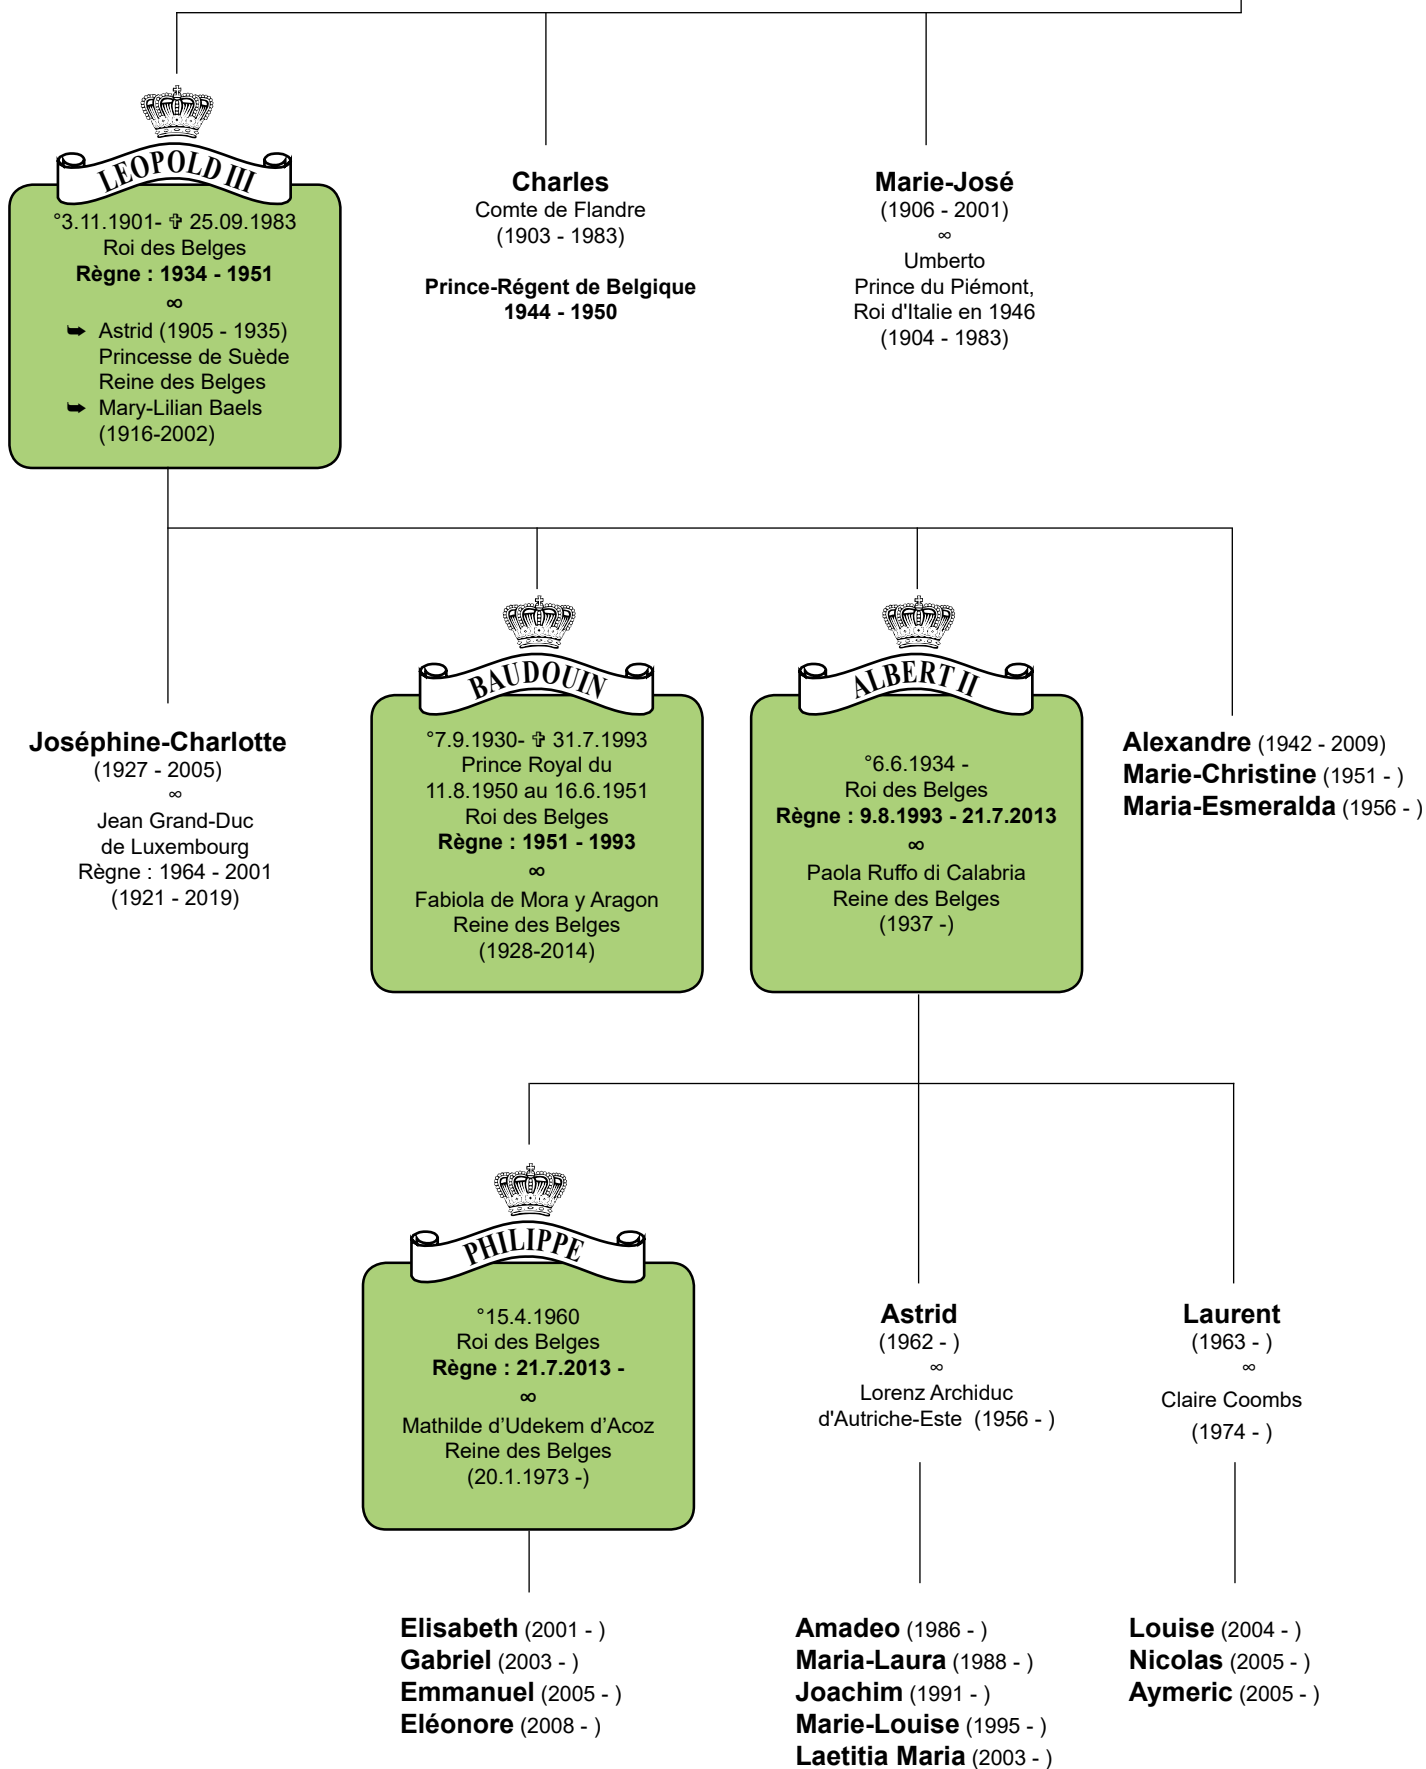 LEOPOLD III
°3.11.1901- ✞ 25.09.1983
Roi des Belges
Règne : 1934 - 1951
∞
➥ Astrid (1905 - 1935)
Princesse de Suède
Reine des Belges
➥ Mary-Lilian Baels
(1916-2002)
Charles
Comte de Flandre
(1903 - 1983)
Prince-Régent de Belgique
1944 - 1950
Marie-José
(1906 - 2001)
∞
Umberto
Prince du Piémont,
Roi d'Italie en 1946
(1904 - 1983)
Joséphine-Charlotte
(1927 - 2005)
∞
Jean Grand-Duc
de Luxembourg
Règne : 1964 - 2001
(1921 - 2019)
BAUDOUIN
°7.9.1930- ✞ 31.7.1993
Prince Royal du
11.8.1950 au 16.6.1951
Roi des Belges
Règne : 1951 - 1993
∞
Fabiola de Mora y Aragon
Reine des Belges
(1928-2014)
ALBERT II
°6.6.1934 -
Roi des Belges
Règne : 9.8.1993 - 21.7.2013
∞
Paola Ruffo di Calabria
Reine des Belges
(1937 -)
Alexandre (1942 - 2009)
Marie-Christine (1951 - )
Maria-Esmeralda (1956 - )
PHILIPPE
°15.4.1960
Roi des Belges
Règne : 21.7.2013 -
∞
Mathilde d’Udekem d’Acoz
Reine des Belges
(20.1.1973 -)
Astrid
(1962 - )
∞
Lorenz Archiduc
d'Autriche-Este (1956 - )
Laurent
(1963 - )
∞
Claire Coombs
(1974 - )
Elisabeth (2001 - )
Gabriel (2003 - )
Emmanuel (2005 - )
Eléonore (2008 - )
Amadeo (1986 - )
Maria-Laura (1988 - )
Joachim (1991 - )
Marie-Louise (1995 - )
Laetitia Maria (2003 - )
Louise (2004 - )
Nicolas (2005 - )
Aymeric (2005 - )